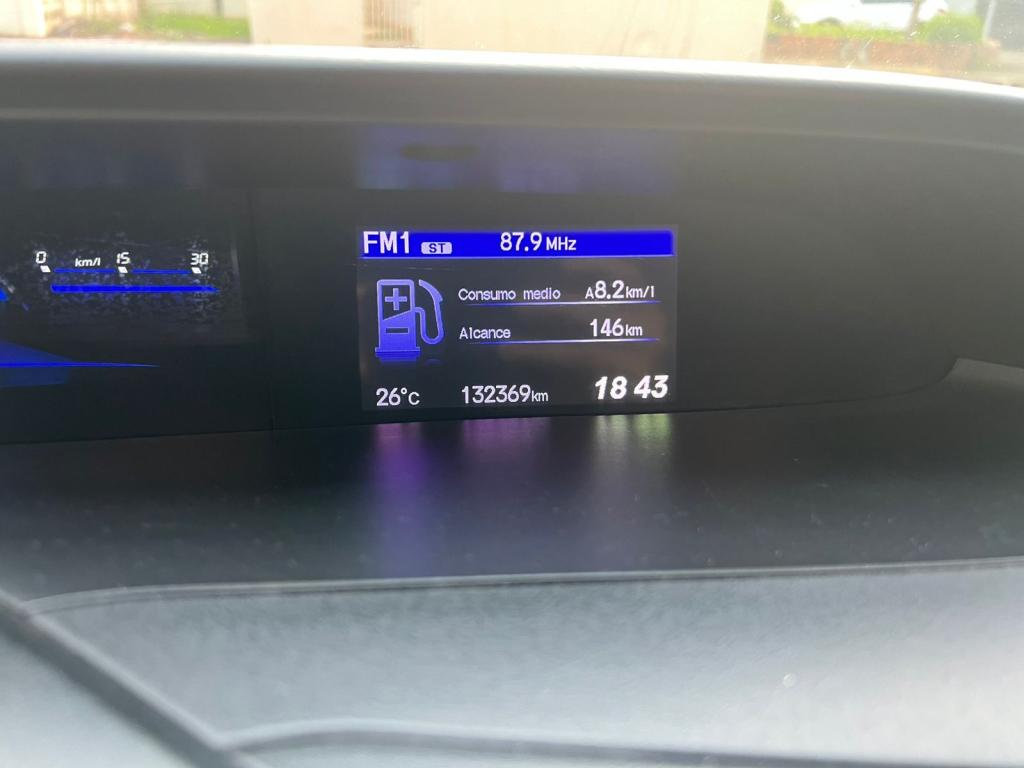 FM1 ST 87.9 MHz
0 km/l 15 30
Consumo medio A8.2km/l
Alcance 146km
26°C 132369km 18 43